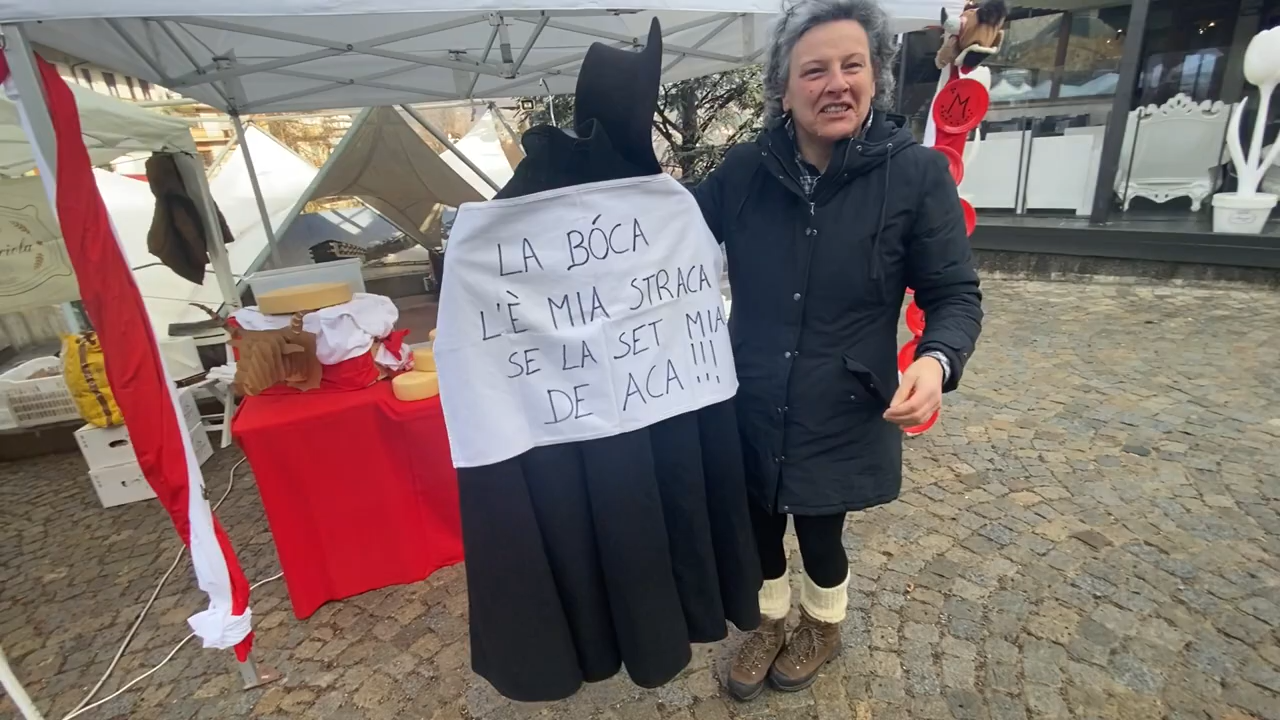 LA BÓCA
L'È MIA STRACA
SE LA SET MIA
DE ACA !!!
M